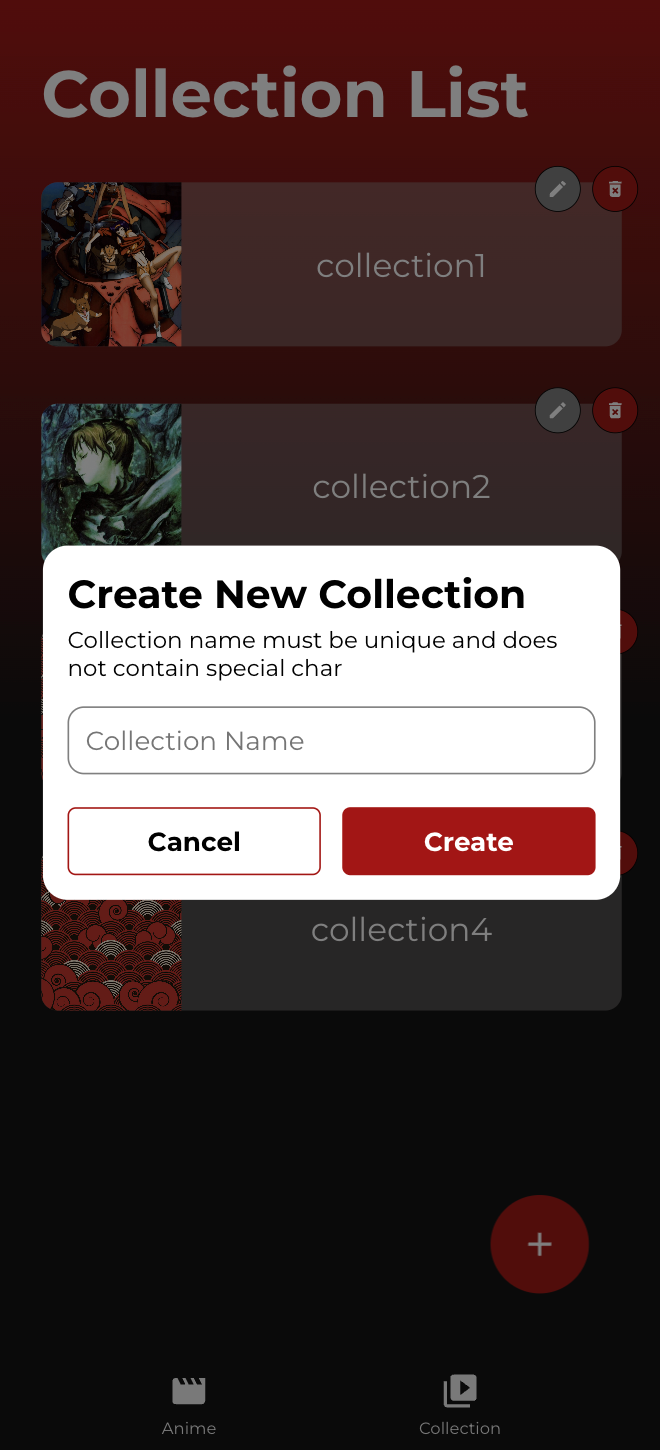 Collection List
collection1
collection2
Create New Collection
Collection name must be unique and does
not contain special char
Collection Name
Cancel
Create
collection4
Anime
Collection